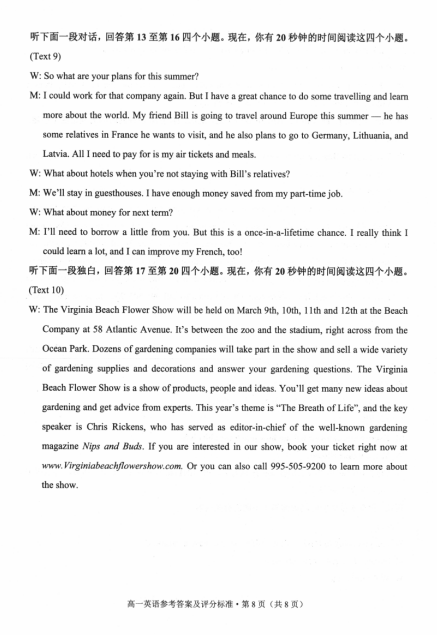 听下面一段对话，回答第 13 至第 16 四个小题。现在，你有 20 秒钟的时间阅读这四个小题。
(Text 9)
W: So what are your plans for this summer?
M: I could work for that company again. But I have a great chance to do some travelling and learn
more about the world. My friend Bill is going to travel around Europe this summer — he has
some relatives in France he wants to visit, and he also plans to go to Germany, Lithuania, and
Latvia. All I need to pay for is my air tickets and meals.
W: What about hotels when you're not staying with Bill's relatives?
M: We'll stay in guesthouses. I have enough money saved from my part-time job.
W: What about money for next term?
M: I'll need to borrow a little from you. But this is a once-in-a-lifetime chance. I really think I
could learn a lot, and I can improve my French, too!
听下面一段独白，回答第 17 至第 20 四个小题。现在，你有 20 秒钟的时间阅读这四个小题。
(Text 10)
W: The Virginia Beach Flower Show will be held on March 9th, 10th, 11th and 12th at the Beach
Company at 58 Atlantic Avenue. It's between the zoo and the stadium, right across from the
Ocean Park. Dozens of gardening companies will take part in the show and sell a wide variety
of gardening supplies and decorations and answer your gardening questions. The Virginia
Beach Flower Show is a show of products, people and ideas. You'll get many new ideas about
gardening and get advice from experts. This year's theme is “The Breath of Life”, and the key
speaker is Chris Rickens, who has served as editor-in-chief of the well-known gardening
magazine Nips and Buds. If you are interested in our show, book your ticket right now at
www.Virginiabeachflowershow.com. Or you can also call 995-505-9200 to learn more about
the show.
高一英语参考答案及评分标准·第 8 页（共 8 页）